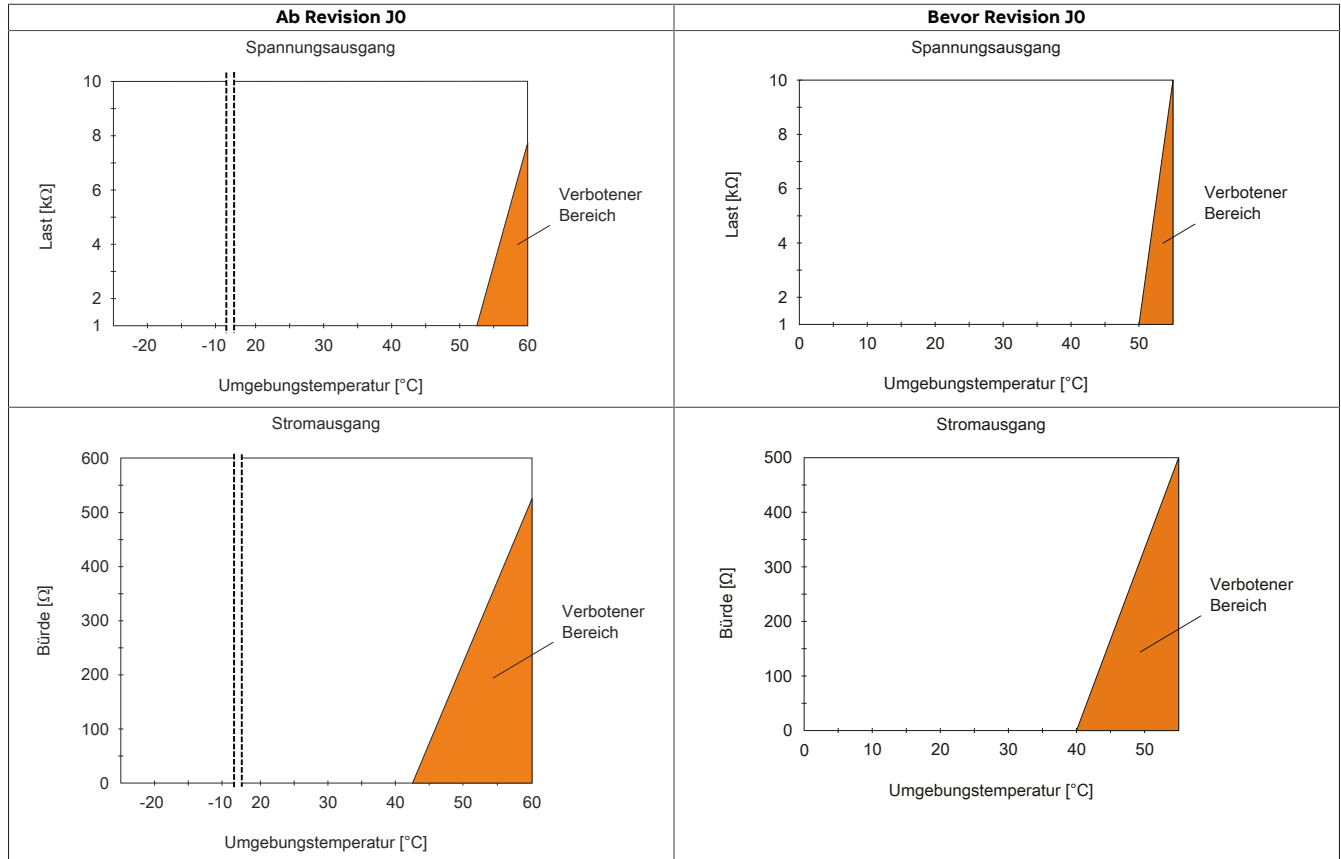 Ab Revision J0
Bevor Revision J0
Spannungsausgang
10
8
6
4
2
1
Last [kΩ]
-20
-10
20
30
40
50
60
Umgebungstemperatur [°C]
Verbotener
Bereich
Spannungsausgang
10
8
6
4
2
1
Last [kΩ]
0
10
20
30
40
50
Umgebungstemperatur [°C]
Verbotener
Bereich
Stromausgang
600
500
400
300
200
100
0
Bürde [Ω]
-20
-10
20
30
40
50
60
Umgebungstemperatur [°C]
Verbotener
Bereich
Stromausgang
500
400
300
200
100
0
Bürde [Ω]
0
10
20
30
40
50
Umgebungstemperatur [°C]
Verbotener
Bereich